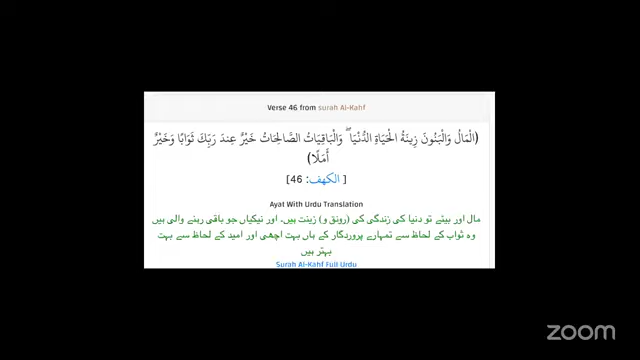 Verse 46 from surah Al-Kahf
﴿الْمَالُ وَالْبَنُونَ زِينَةُ الْحَيَاةِ الدُّنْيَا ۖ وَالْبَاقِيَاتُ الصَّالِحَاتُ خَيْرٌ عِندَ رَبِّكَ ثَوَابًا وَخَيْرٌ
أَمَلًا﴾
[ الكهف: 46]
Ayat With Urdu Translation
مال اور بیٹے تو دنیا کی زندگی کی (رونق و) زینت ہیں۔ اور نیکیاں جو باقی رہنے والی ہیں
وہ ثواب کے لحاظ سے تمہارے پروردگار کے ہاں بہت اچھی اور امید کے لحاظ سے بہت
بہتر ہیں
Surah Al-Kahf Full Urdu
zoom